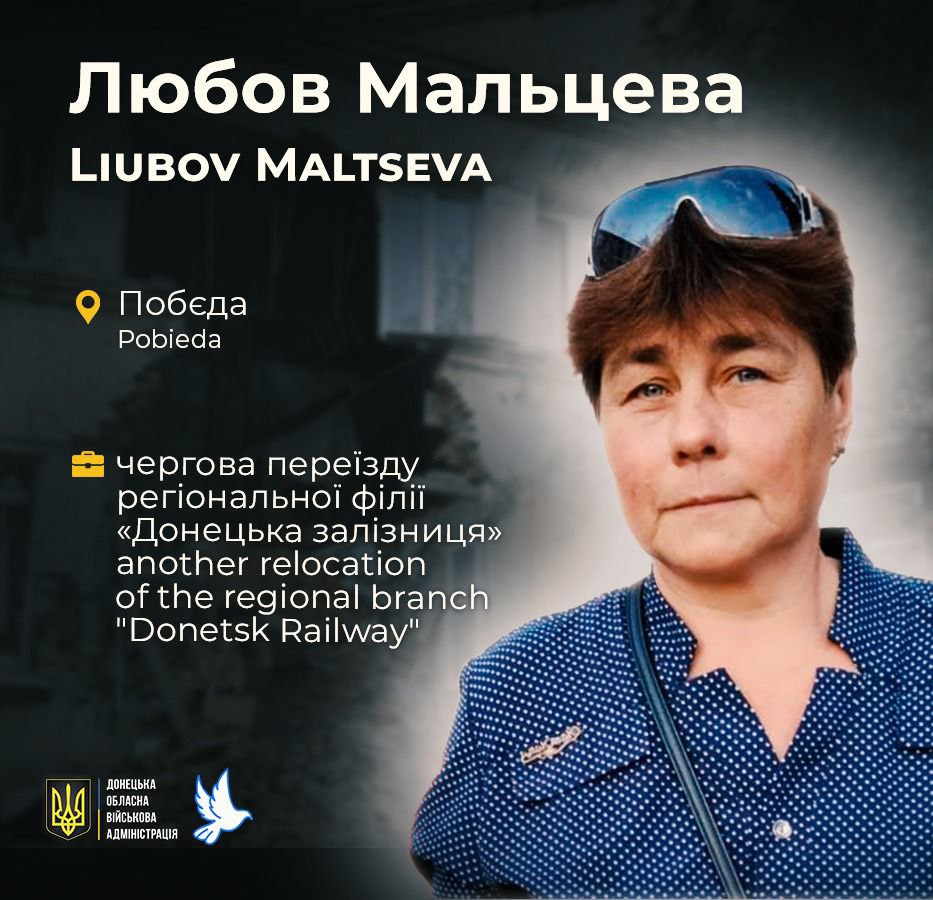 Любов Мальцева
Liubov Maltseva
Побєда
Pobieda
чергова переїзду
регіональної філії
«Донецька залізниця»
another relocation
of the regional branch
"Donetsk Railway"
ДОНЕЦЬКА
ОБЛАСНА
ВІЙСЬКОВА
АДМІНІСТРАЦІЯ